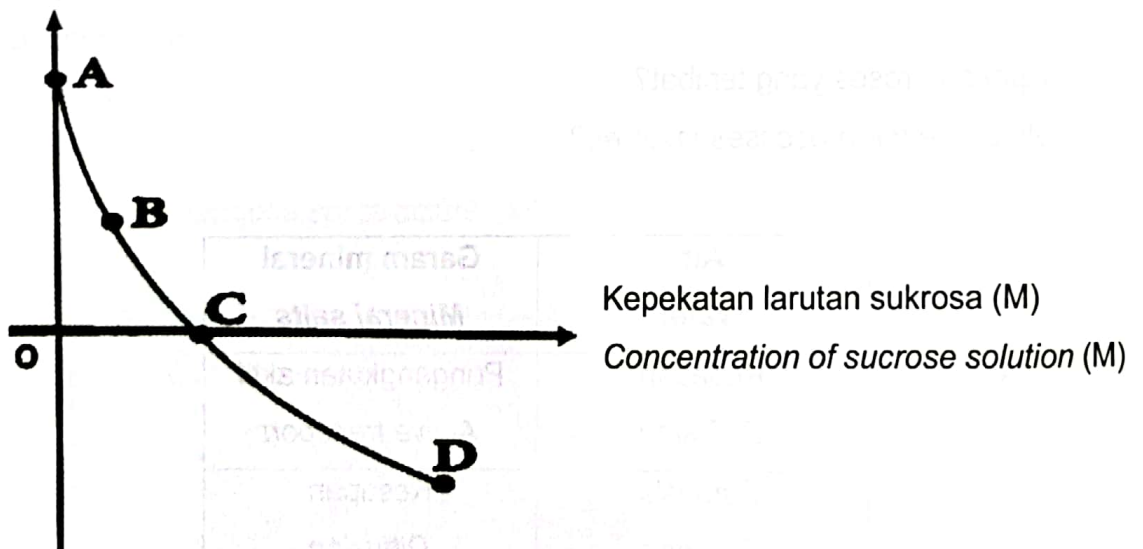 A
B
C
Kepekatan larutan sukrosa (M)
0
Concentration of sucrose solution (M)
D